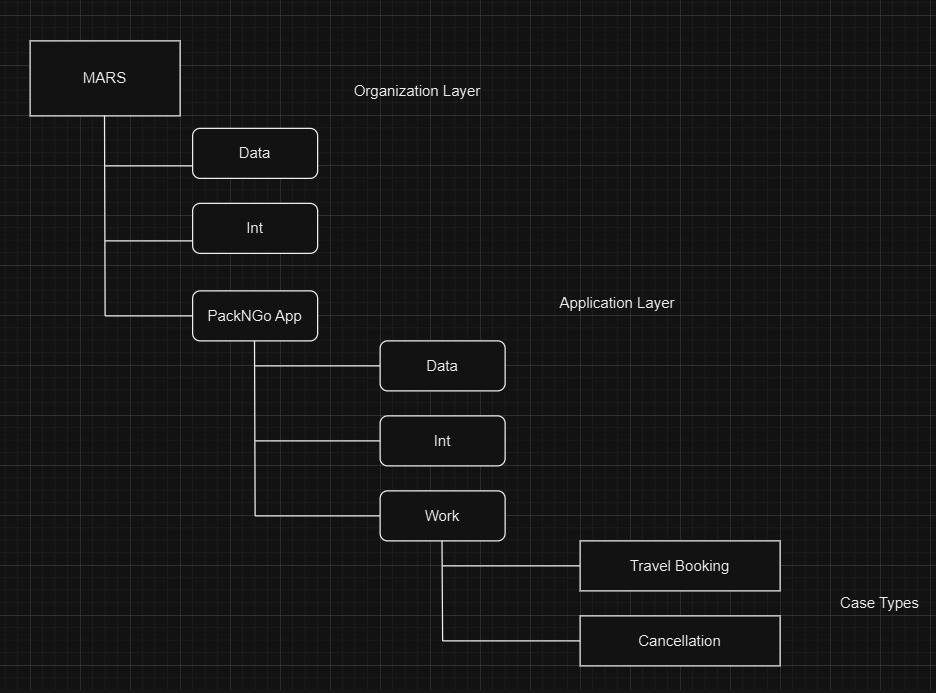 MARS
Organization Layer
Data
Int
PackNGo App
Application Layer
Data
Int
Work
Travel Booking
Case Types
Cancellation